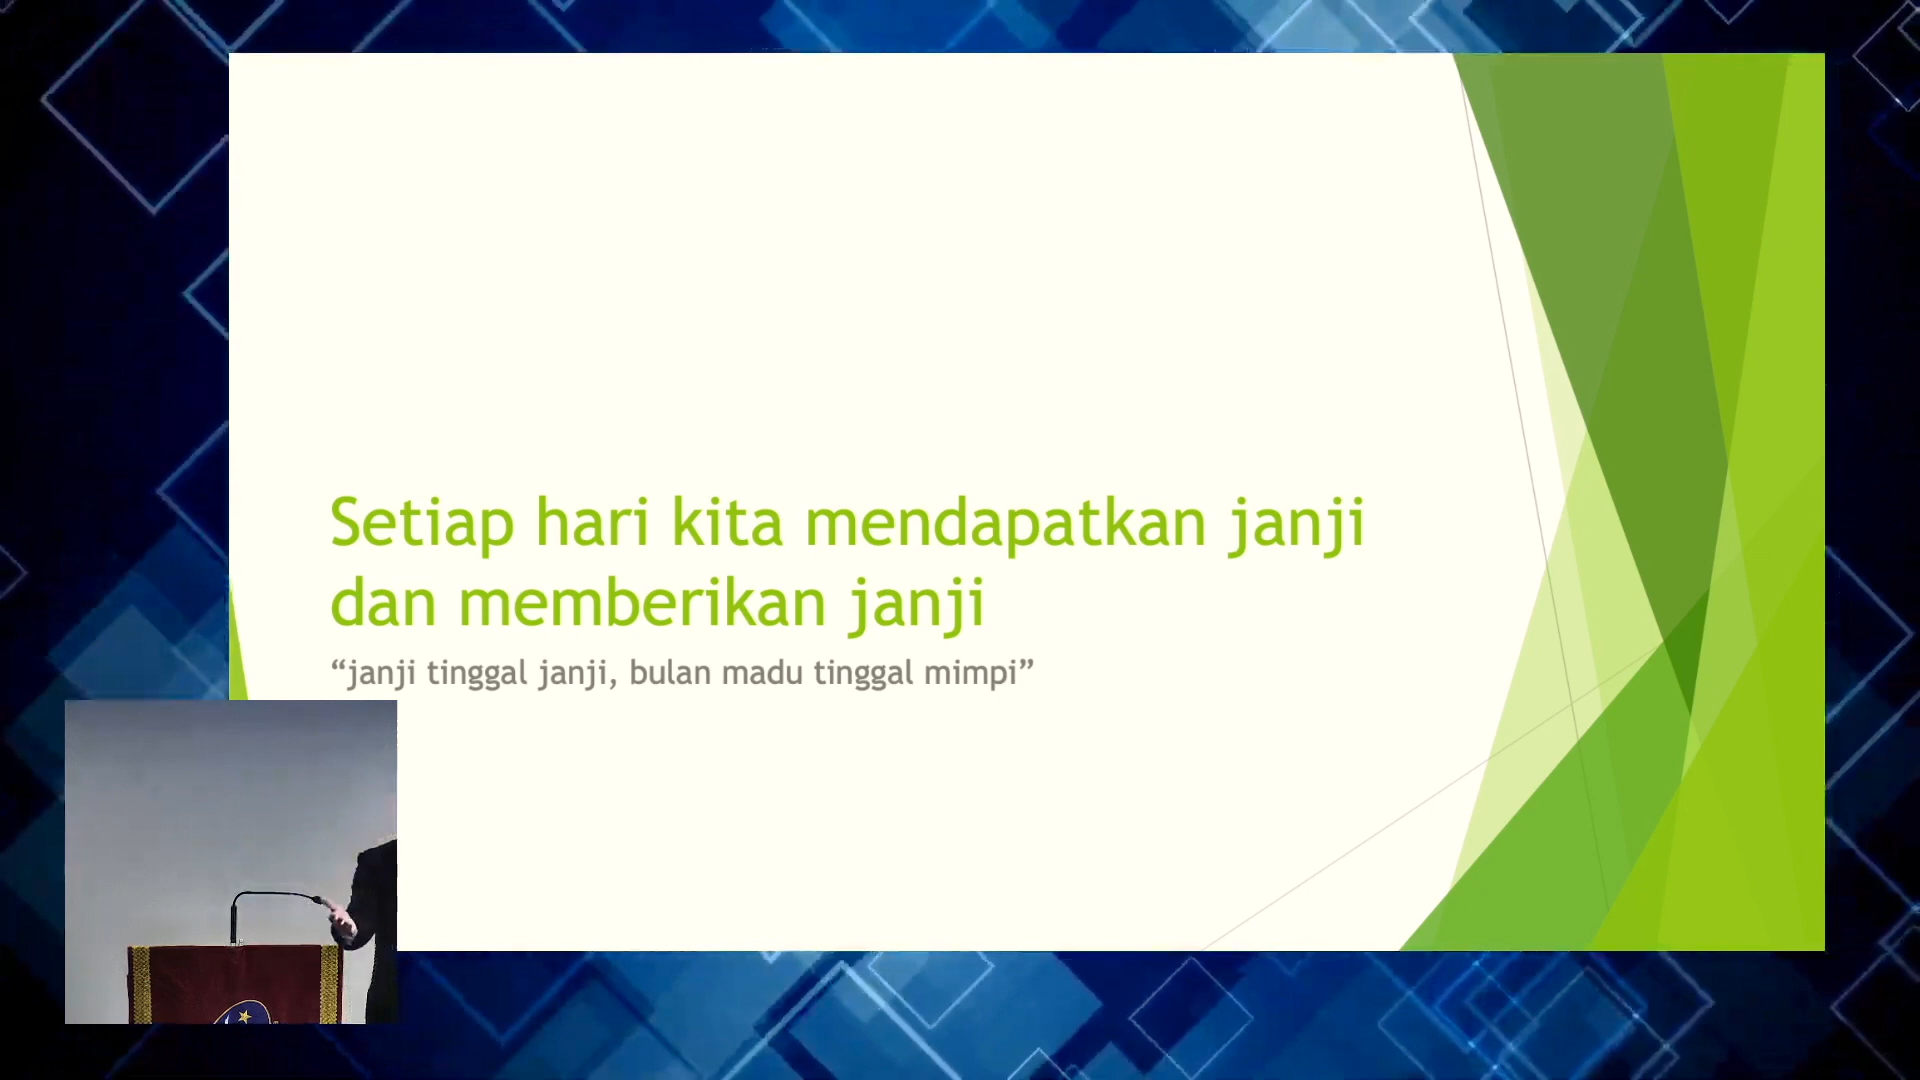 Setiap hari kita mendapatkan janji
dan memberikan janji
“janji tinggal janji, bulan madu tinggal mimpi”